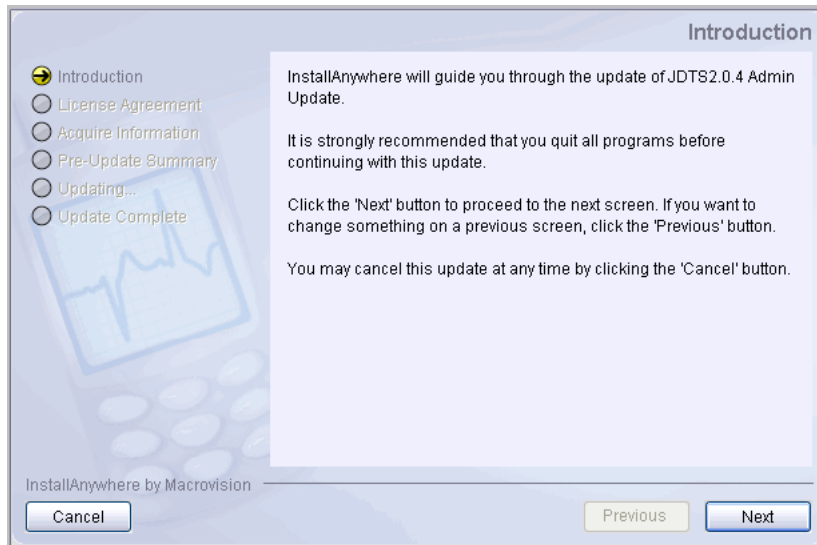 Introduction
Introduction
License Agreement
Acquire Information
Pre-Update Summary
Updating...
Update Complete
InstallAnywhere will guide you through the update of JDTS2.0.4 Admin
Update.
It is strongly recommended that you quit all programs before
continuing with this update.
Click the 'Next' button to proceed to the next screen. If you want to
change something on a previous screen, click the 'Previous' button.
You may cancel this update at any time by clicking the 'Cancel' button.
InstallAnywhere by Macrovision
Cancel
Previous
Next